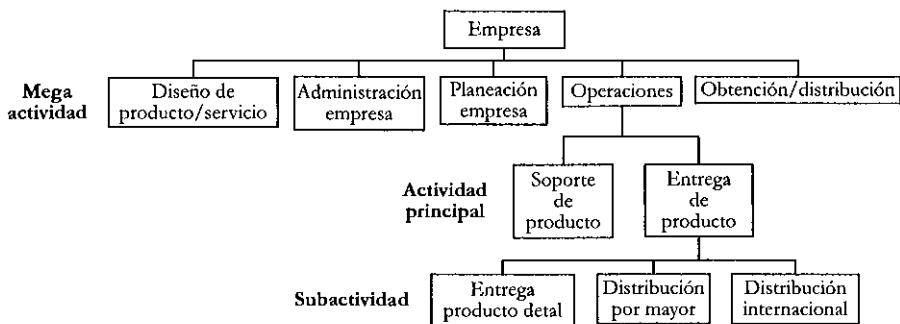 Empresa
Mega
actividad
Diseño de
producto/servicio
Administración
empresa
Planeación
empresa
Operaciones
Obtención/distribución
Actividad
principal
Soporte
de
producto
Entrega
de
producto
Subactividad
Entrega
producto detal
Distribución
por mayor
Distribución
internacional